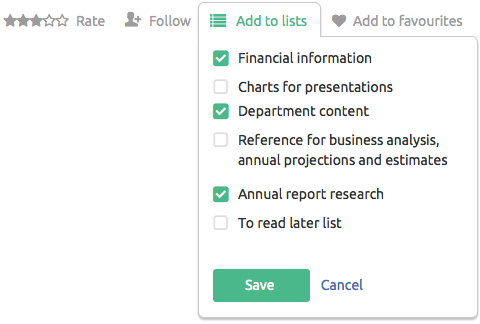 Rate Follow Add to lists Add to favourites
Financial information
Charts for presentations
Department content
Reference for business analysis,
annual projections and estimates
Annual report research
To read later list
Save Cancel